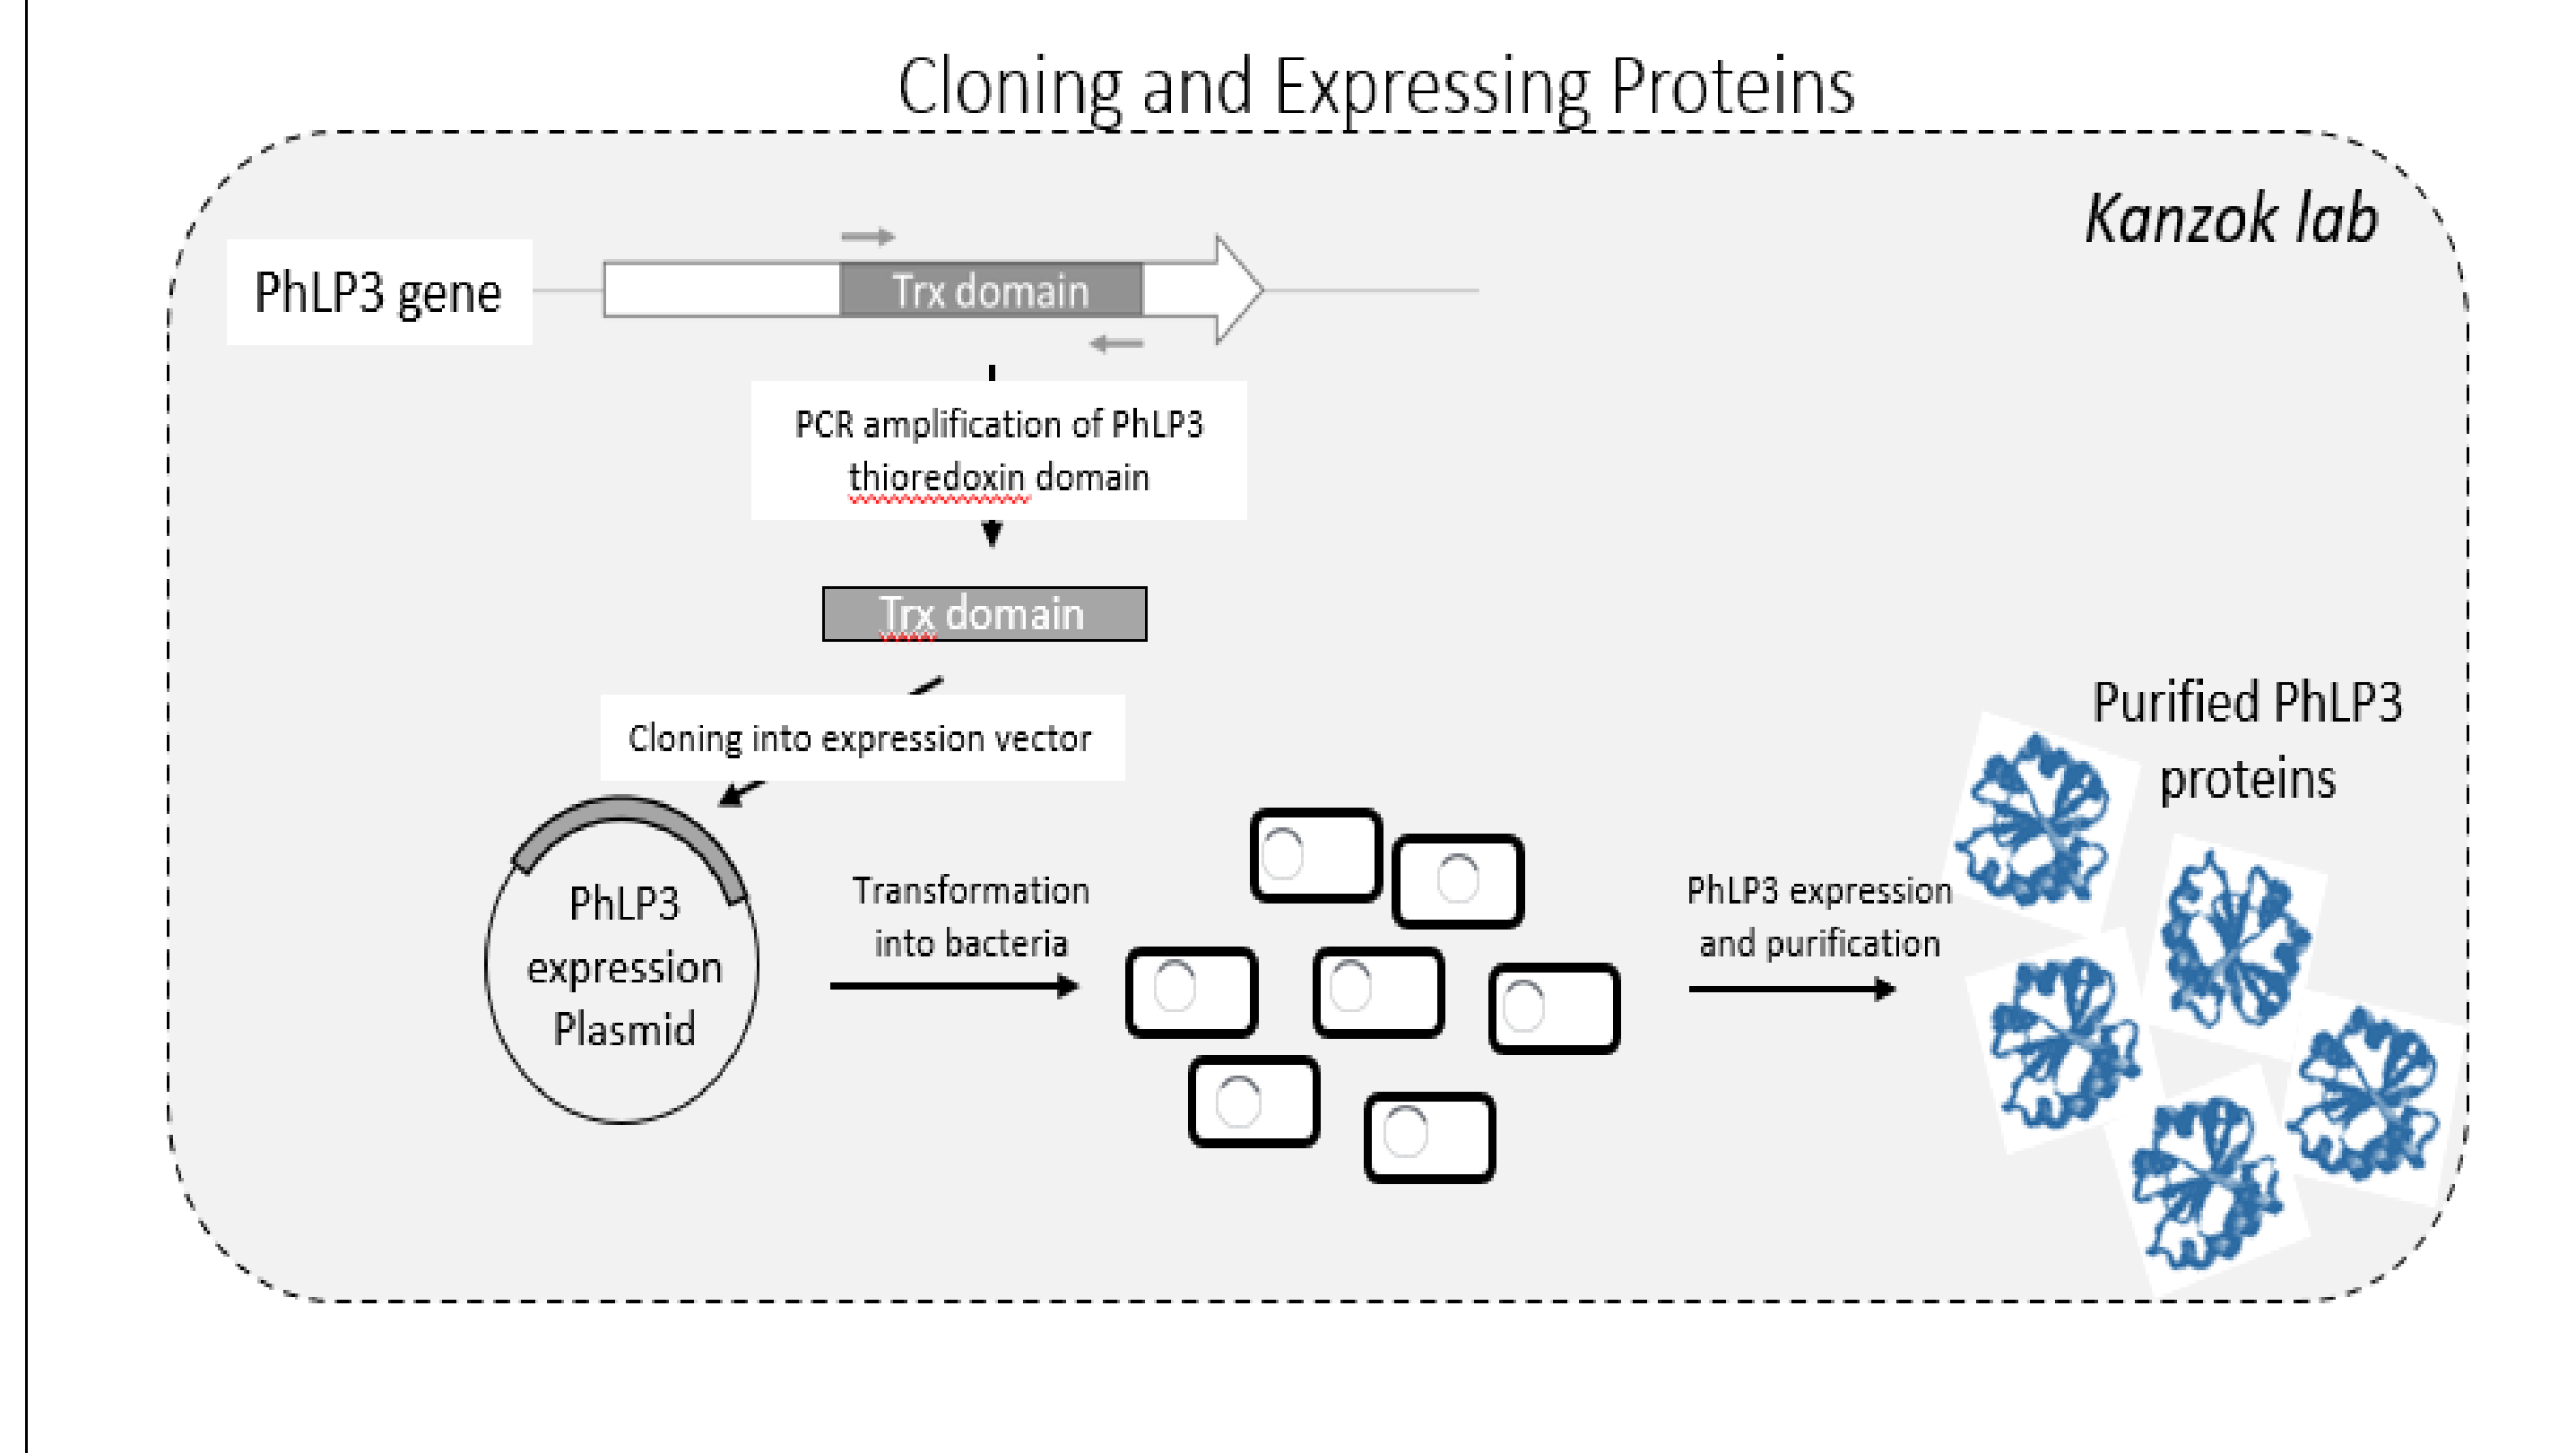 Cloning and Expressing Proteins
Kanzok lab
PhLP3 gene
Trx domain
PCR amplification of PhLP3
thioredoxin domain
Trx domain
Cloning into expression vector
PhLP3
expression
Plasmid
Transformation
into bacteria
PhLP3 expression
and purification
Purified PhLP3
proteins